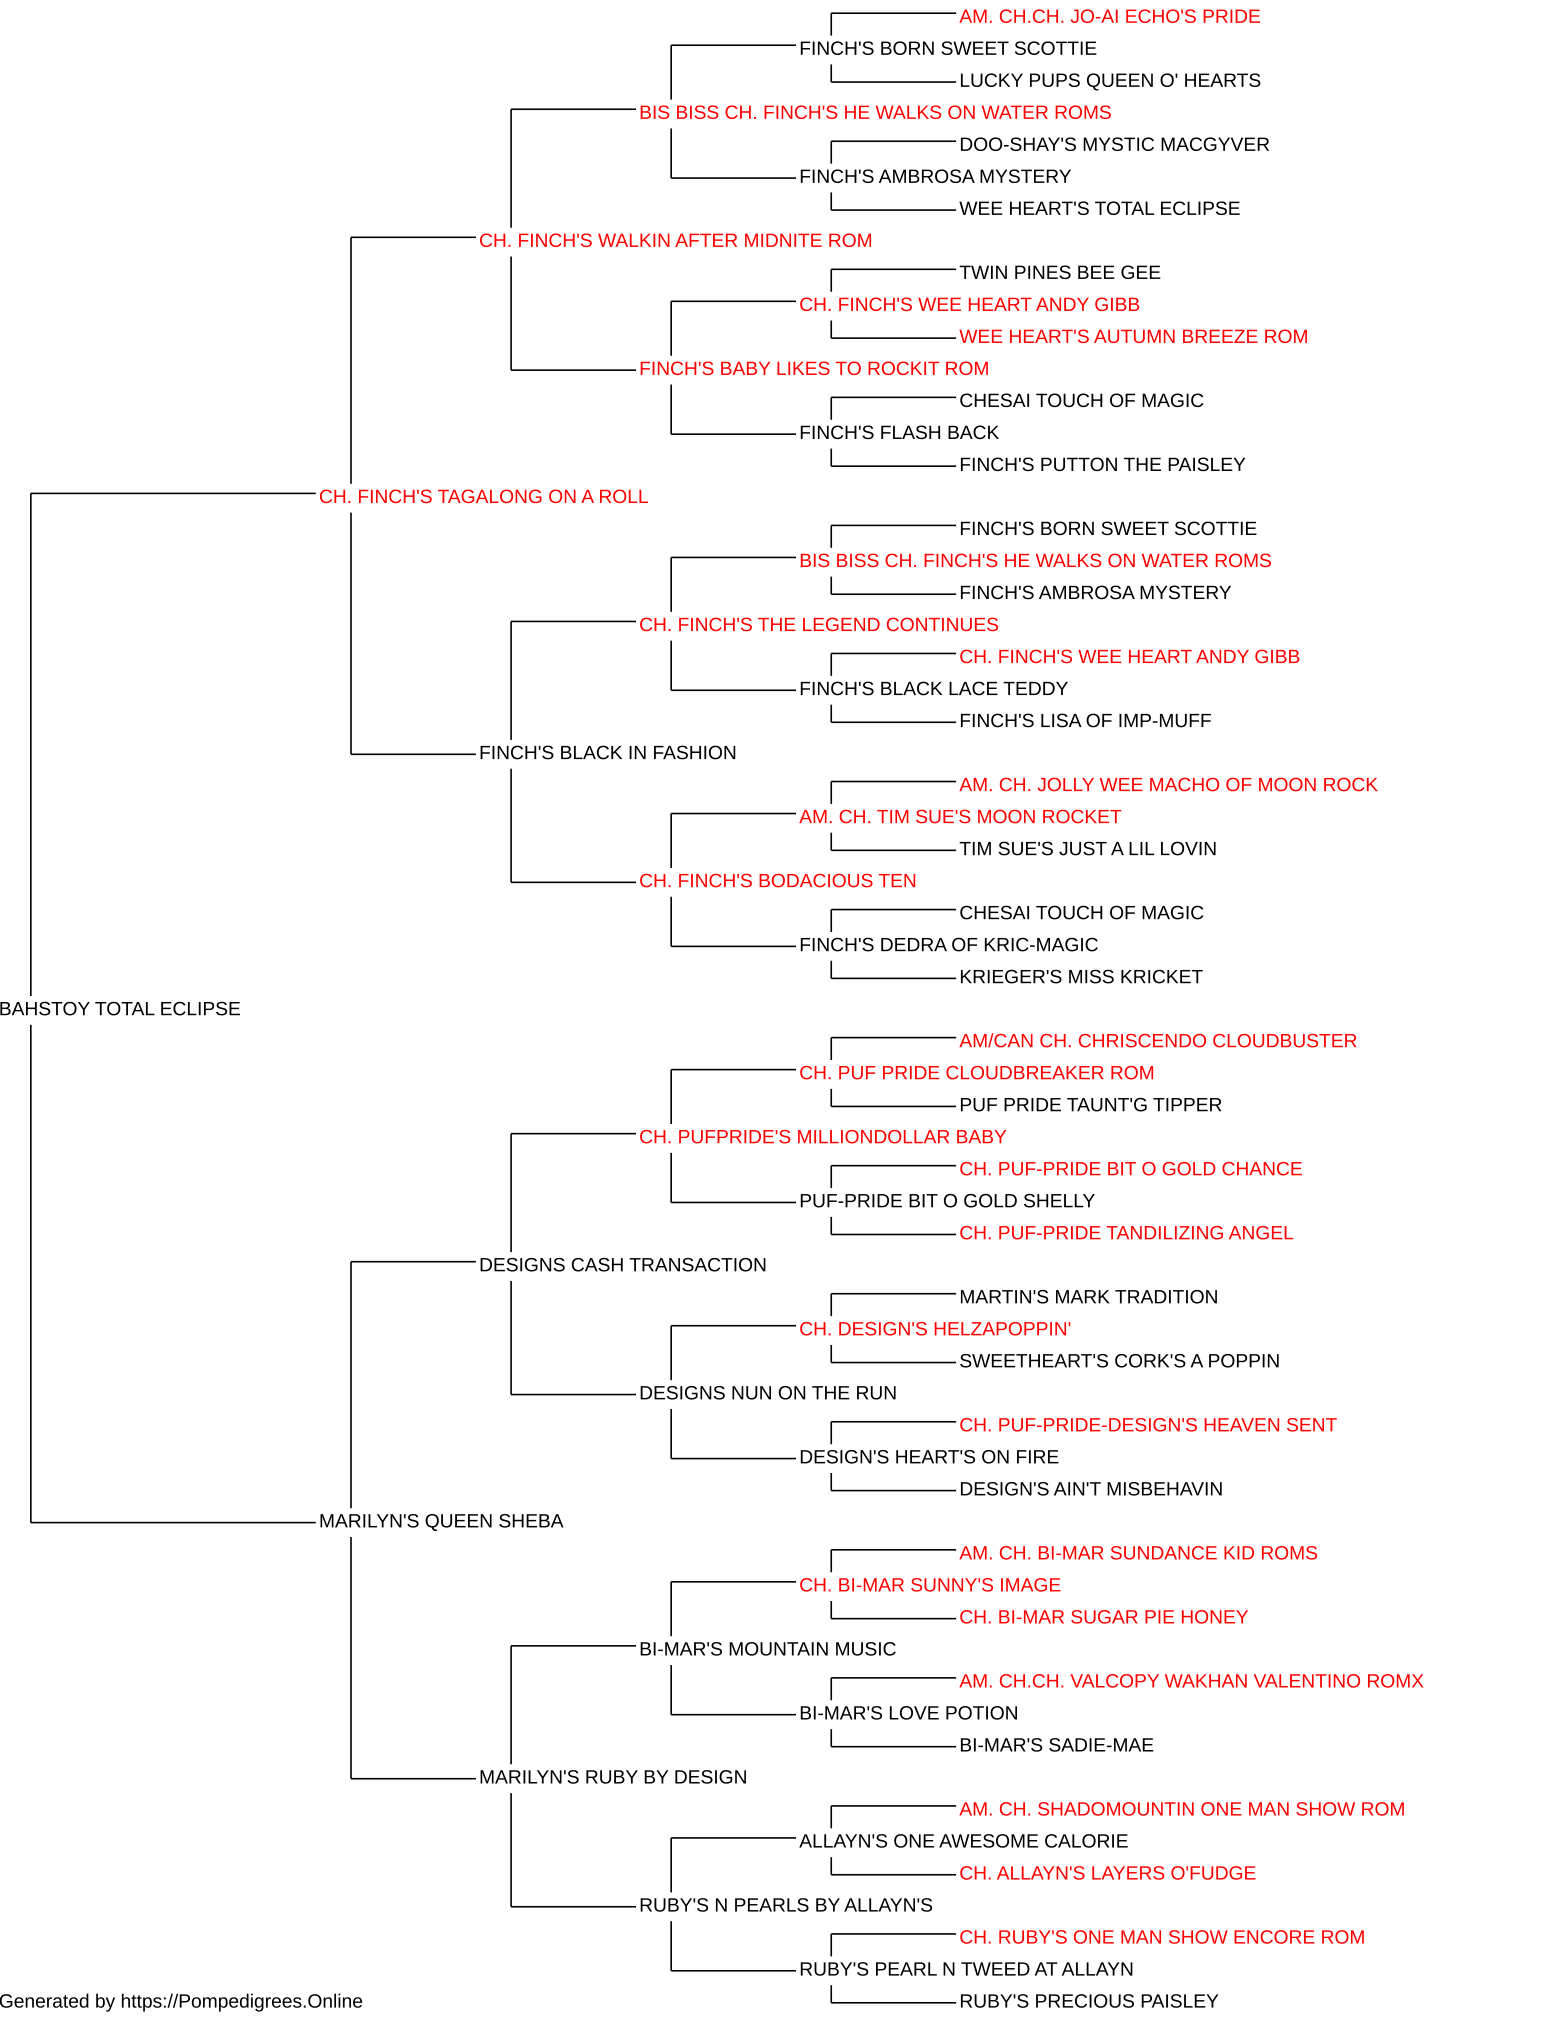 AM. CH.CH. JO-AI ECHO'S PRIDE
FINCH'S BORN SWEET SCOTTIE
LUCKY PUPS QUEEN O' HEARTS
BIS BISS CH. FINCH'S HE WALKS ON WATER ROMS
DOO-SHAY'S MYSTIC MACGYVER
FINCH'S AMBROSA MYSTERY
WEE HEART'S TOTAL ECLIPSE
CH. FINCH'S WALKIN AFTER MIDNITE ROM
TWIN PINES BEE GEE
CH. FINCH'S WEE HEART ANDY GIBB
WEE HEART'S AUTUMN BREEZE ROM
FINCH'S BABY LIKES TO ROCKIT ROM
CHESAI TOUCH OF MAGIC
FINCH'S FLASH BACK
FINCH'S PUTTON THE PAISLEY
CH. FINCH'S TAGALONG ON A ROLL
FINCH'S BORN SWEET SCOTTIE
BIS BISS CH. FINCH'S HE WALKS ON WATER ROMS
FINCH'S AMBROSA MYSTERY
CH. FINCH'S THE LEGEND CONTINUES
CH. FINCH'S WEE HEART ANDY GIBB
FINCH'S BLACK LACE TEDDY
FINCH'S LISA OF IMP-MUFF
FINCH'S BLACK IN FASHION
AM. CH. JOLLY WEE MACHO OF MOON ROCK
AM. CH. TIM SUE'S MOON ROCKET
TIM SUE'S JUST A LIL LOVIN
CH. FINCH'S BODACIOUS TEN
CHESAI TOUCH OF MAGIC
FINCH'S DEDRA OF KRIC-MAGIC
KRIEGER'S MISS KRICKET
BAHSTOY TOTAL ECLIPSE
AM/CAN CH. CHRISCENDO CLOUDBUSTER
CH. PUF PRIDE CLOUDBREAKER ROM
PUF PRIDE TAUNT'G TIPPER
CH. PUFPRIDE'S MILLIONDOLLAR BABY
CH. PUF-PRIDE BIT O GOLD CHANCE
PUF-PRIDE BIT O GOLD SHELLY
CH. PUF-PRIDE TANDILIZING ANGEL
DESIGNS CASH TRANSACTION
MARTIN'S MARK TRADITION
CH. DESIGN'S HELZAPOPPIN'
SWEETHEART'S CORK'S A POPPIN
DESIGNS NUN ON THE RUN
CH. PUF-PRIDE-DESIGN'S HEAVEN SENT
DESIGN'S HEART'S ON FIRE
DESIGN'S AIN'T MISBEHAVIN
MARILYN'S QUEEN SHEBA
AM. CH. BI-MAR SUNDANCE KID ROMS
CH. BI-MAR SUNNY'S IMAGE
CH. BI-MAR SUGAR PIE HONEY
BI-MAR'S MOUNTAIN MUSIC
AM. CH.CH. VALCOPY WAKHAN VALENTINO ROMX
BI-MAR'S LOVE POTION
BI-MAR'S SADIE-MAE
MARILYN'S RUBY BY DESIGN
AM. CH. SHADOMOUNTIN ONE MAN SHOW ROM
ALLAYN'S ONE AWESOME CALORIE
CH. ALLAYN'S LAYERS O'FUDGE
RUBY'S N PEARLS BY ALLAYN'S
CH. RUBY'S ONE MAN SHOW ENCORE ROM
RUBY'S PEARL N TWEED AT ALLAYN
RUBY'S PRECIOUS PAISLEY
Generated by https://Pompedigrees.Online